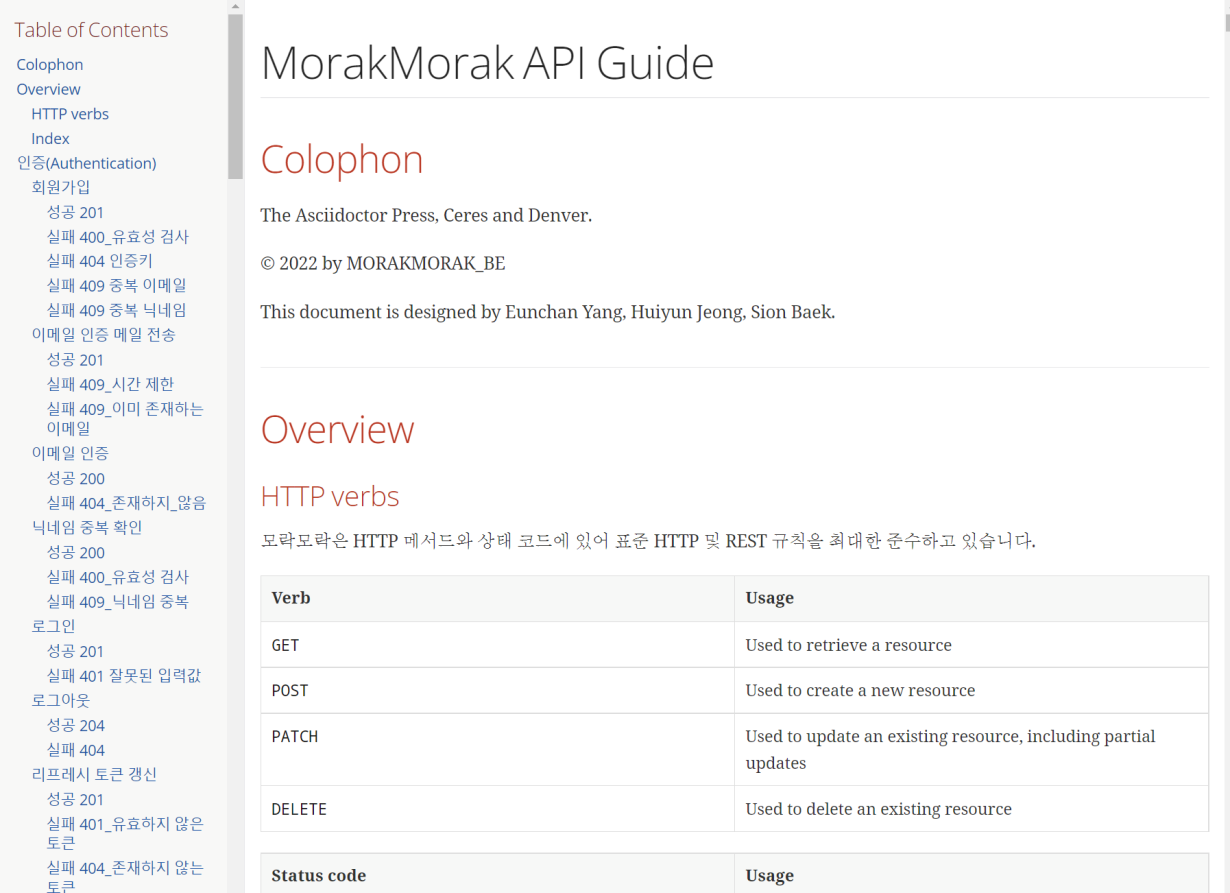 Table of Contents
Colophon
Overview
HTTP verbs
Index
인증(Authentication)
회원가입
성공 201
실패 400_유효성 검사
실패 404 인증키
실패 409 중복 이메일
실패 409 중복 닉네임
이메일 인증 메일 전송
성공 201
실패 409_시간 제한
실패 409_이미 존재하는
이메일
이메일 인증
성공 200
실패 404_존재하지_않음
닉네임 중복 확인
성공 200
실패 400_유효성 검사
실패 409_닉네임 중복
로그인
성공 201
실패 401 잘못된 입력값
로그아웃
성공 204
실패 404
리프레시 토큰 갱신
성공 201
실패 401_유효하지 않은
토큰
실패 404_존재하지 않는
토큰
MorakMorak API Guide
Colophon
The Asciidoctor Press, Ceres and Denver.
© 2022 by MORAKMORAK_BE
This document is designed by Eunchan Yang, Huiyun Jeong, Sion Baek.
Overview
HTTP verbs
모락모락은 HTTP 메서드와 상태 코드에 있어 표준 HTTP 및 REST 규칙을 최대한 준수하고 있습니다.
Verb Usage
GET Used to retrieve a resource
POST Used to create a new resource
PATCH Used to update an existing resource, including partial
updates
DELETE Used to delete an existing resource
Status code Usage